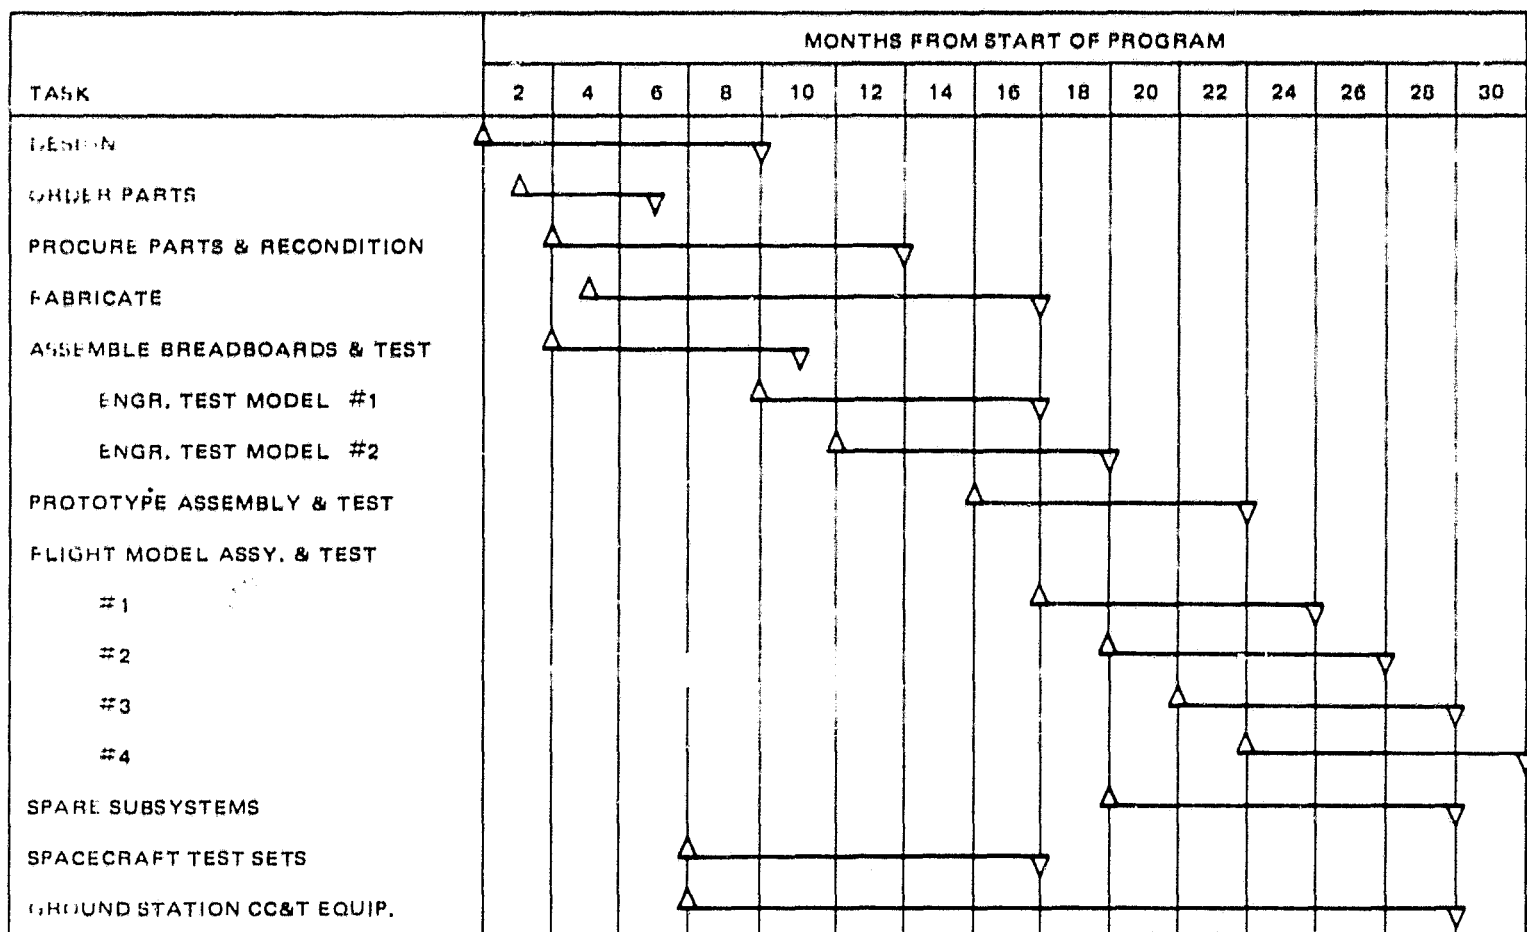 MONTHS FROM START OF PROGRAM
TASK 2 4 6 8 10 12 14 16 18 20 22 24 26 28 30
DESIGN
ORDER PARTS
PROCURE PARTS & RECONDITION
FABRICATE
ASSEMBLE BREADBOARDS & TEST
ENGR. TEST MODEL #1
ENGR. TEST MODEL #2
PROTOTYPE ASSEMBLY & TEST
FLIGHT MODEL ASSY. & TEST
#1
#2
#3
#4
SPARE SUBSYSTEMS
SPACECRAFT TEST SETS
GROUND STATION CC&T EQUIP.